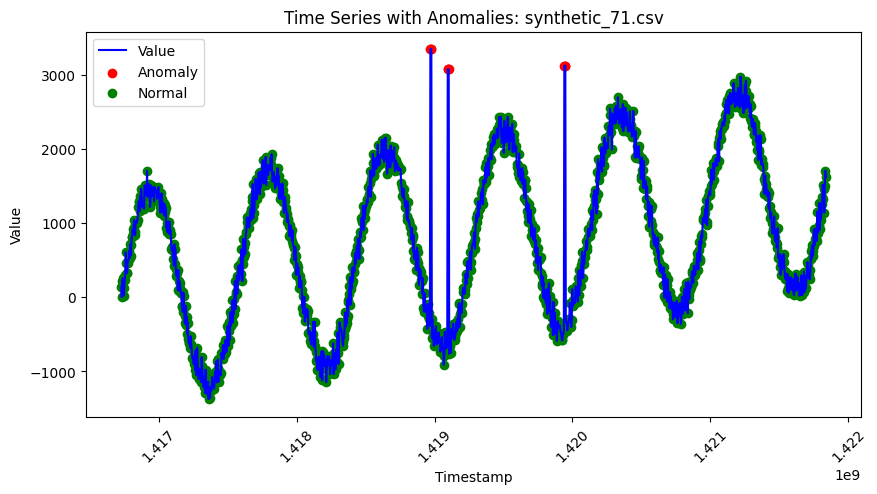 Time Series with Anomalies: synthetic_71.csv
Value
Anomaly
Normal
3000
2000
1000
0
−1000
Value
1.417
1.418
1.419
1.420
1.421
1.422
1e9
Timestamp